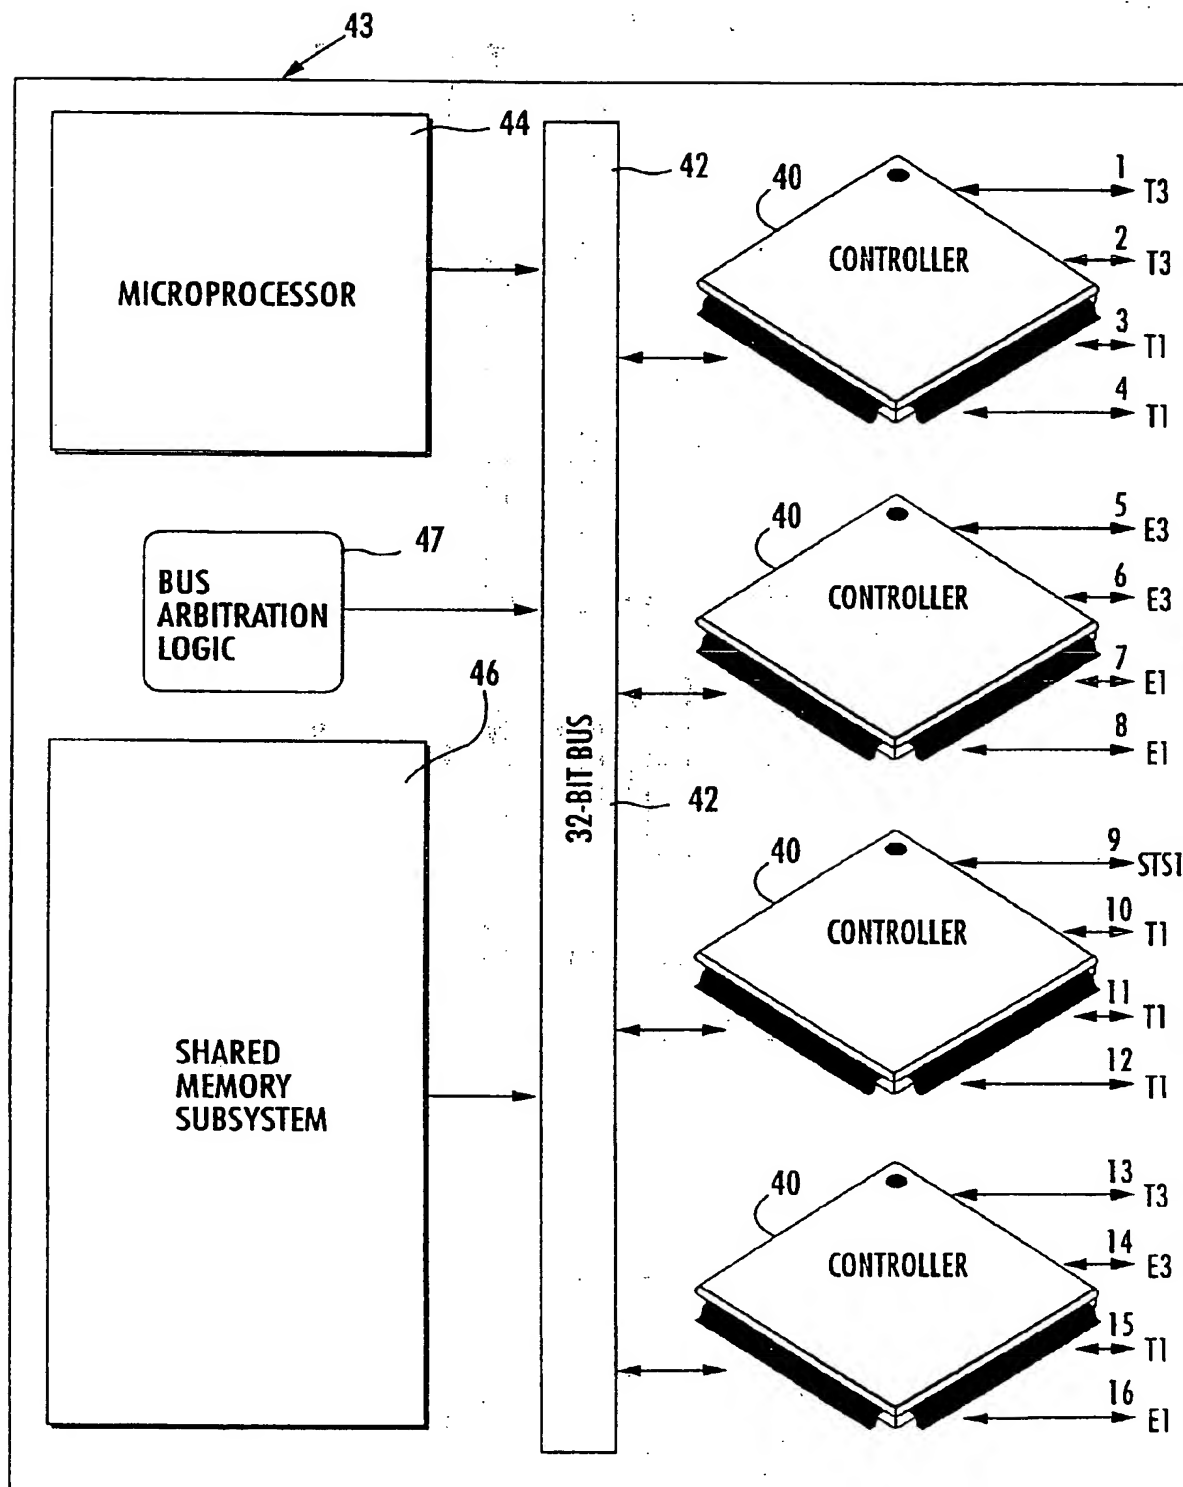 43
44
MICROPROCESSOR
47
BUS
ARBITRATION
LOGIC
46
SHARED
MEMORY
SUBSYSTEM
42
32-BIT BUS
42
40
CONTROLLER
1
T3
2
T3
3
T1
4
T1
40
CONTROLLER
5
E3
6
E3
7
E1
8
E1
40
CONTROLLER
9
STS1
10
T1
11
T1
12
T1
40
CONTROLLER
13
T3
14
E3
15
T1
16
E1